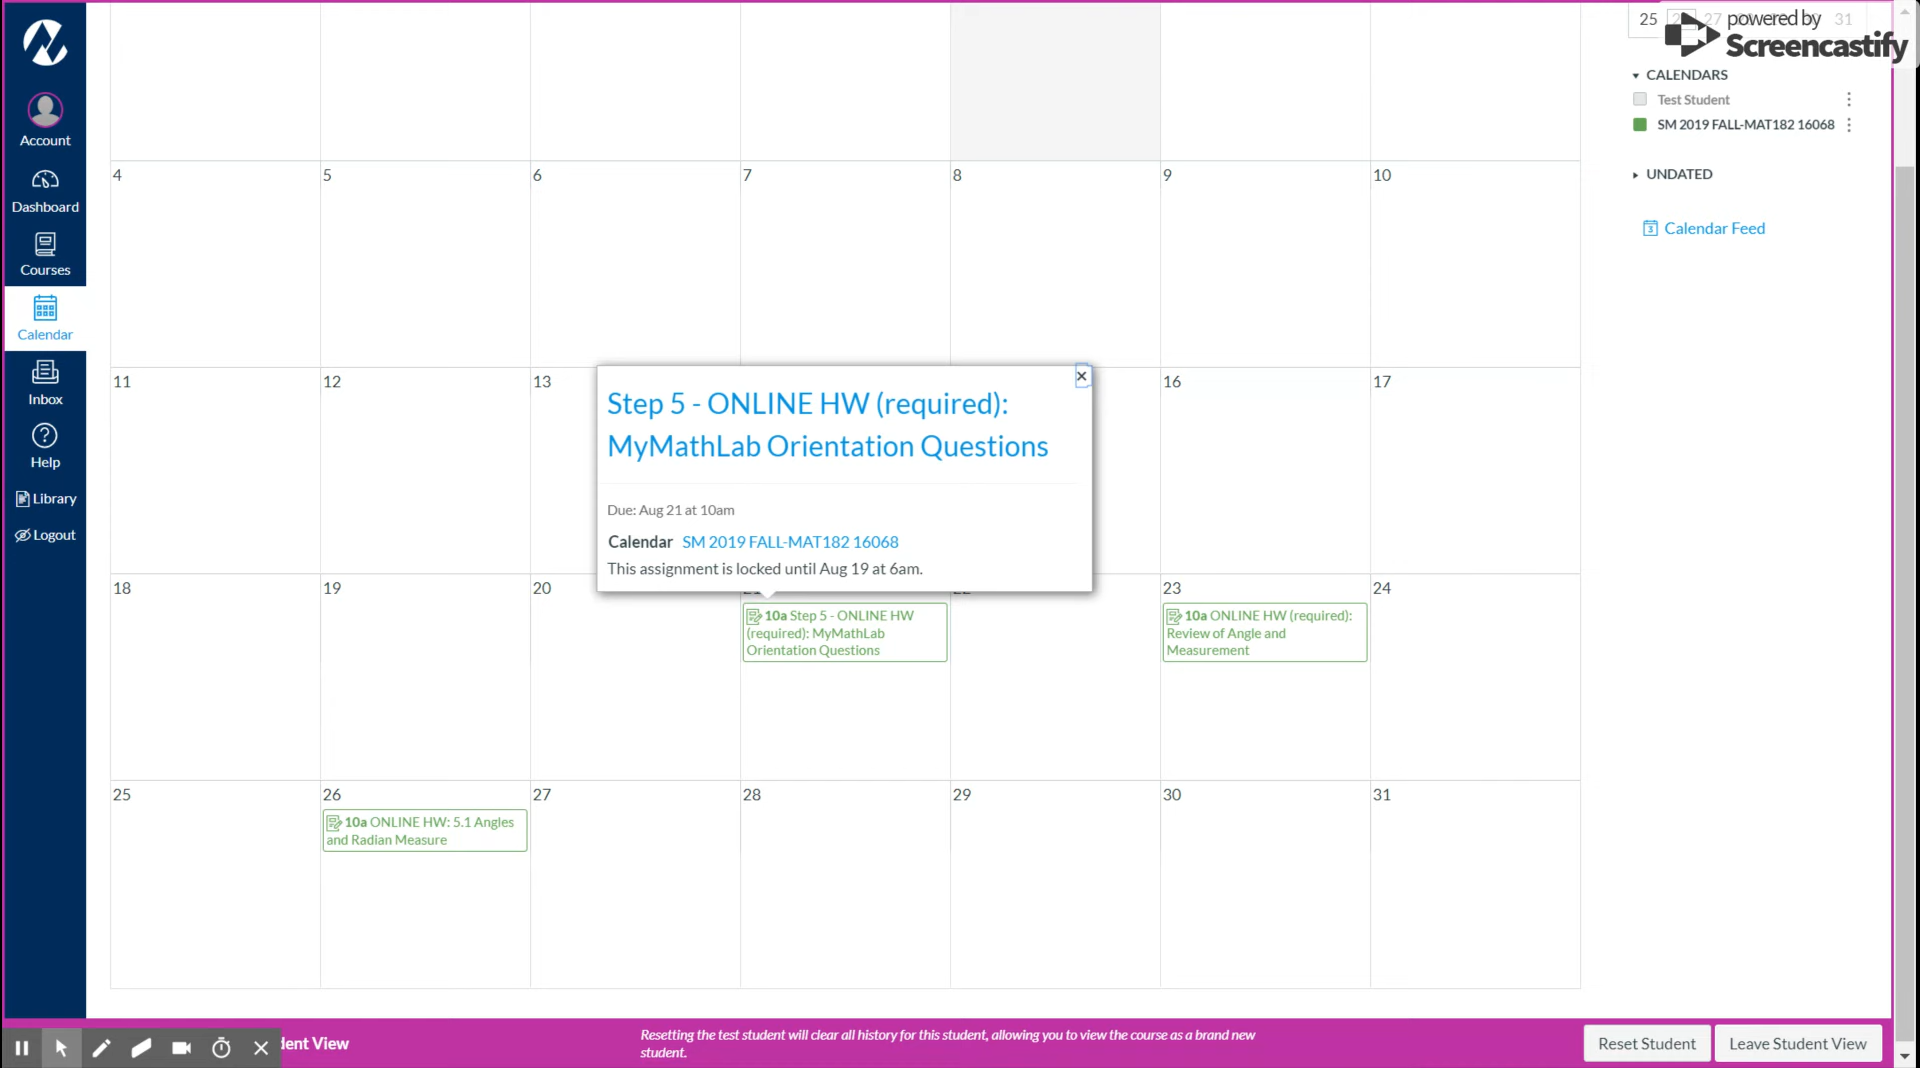 Account
Dashboard
Courses
Calendar
Inbox
Help
Library
Logout
4
5
6
7
8
9
10
11
12
13
16
17
18
19
20
23
24
25
26
27
28
29
30
31
Step 5 - ONLINE HW (required):
MyMathLab Orientation Questions
Due: Aug 21 at 10am
Calendar SM 2019 FALL-MAT182 16068
This assignment is locked until Aug 19 at 6am.
10a Step 5 - ONLINE HW
(required): MyMathLab
Orientation Questions
10a ONLINE HW (required):
Review of Angle and
Measurement
10a ONLINE HW: 5.1 Angles
and Radian Measure
25
27
31
powered by
Screencastify
CALENDARS
Test Student
SM 2019 FALL-MAT182 16068
UNDATED
3
Calendar Feed
dent View
Resetting the test student will clear all history for this student, allowing you to view the course as a brand new
student.
Reset Student
Leave Student View